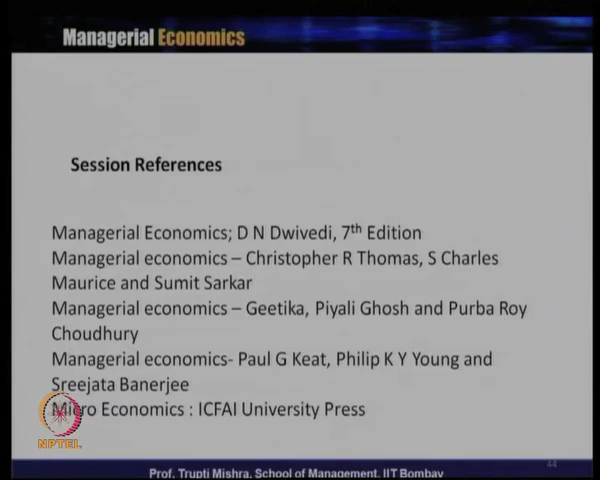 Managerial Economics
Session References
Managerial Economics; D N Dwivedi, 7th Edition
Managerial economics – Christopher R Thomas, S Charles
Maurice and Sumit Sarkar
Managerial economics – Geetika, Piyali Ghosh and Purba Roy
Choudhury
Managerial economics- Paul G Keat, Philip K Y Young and
Sreejata Banerjee
Micro Economics : ICFAI University Press
NPTEL
44
Prof. Trupti Mishra, School of Management, IIT Bombay